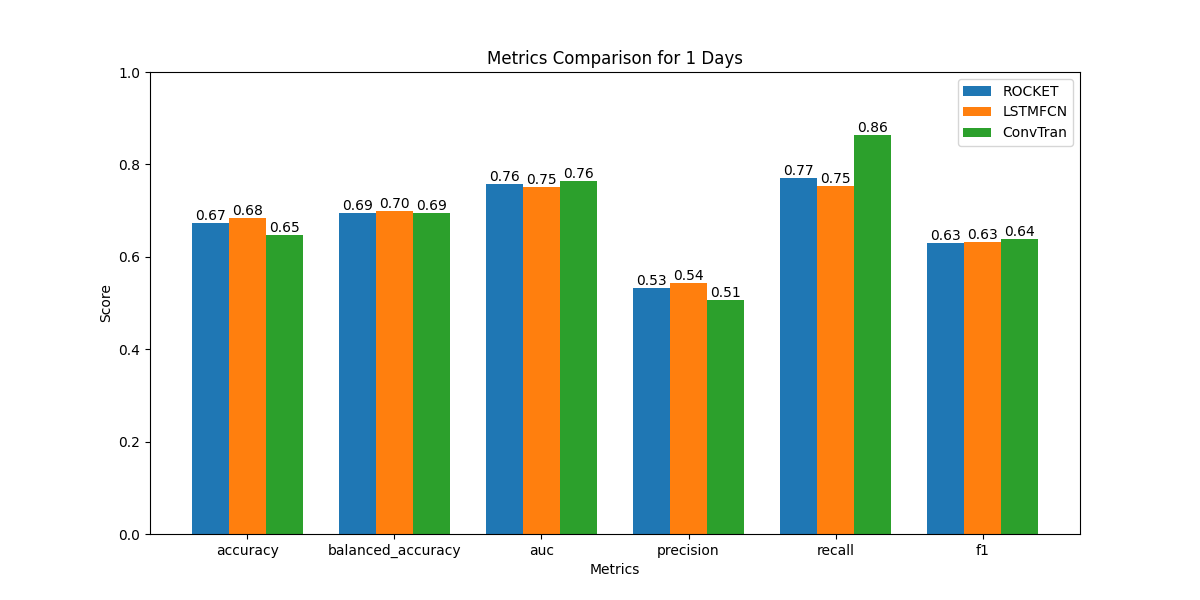 Metrics Comparison for 1 Days
ROCKET
LSTMFCN
ConvTran
1.0
0.8
0.6
0.4
0.2
0.0
Score
0.67 0.68 0.65
0.69 0.70 0.69
0.76 0.75 0.76
0.53 0.54 0.51
0.77 0.75 0.86
0.63 0.63 0.64
accuracy balanced_accuracy auc precision recall f1
Metrics